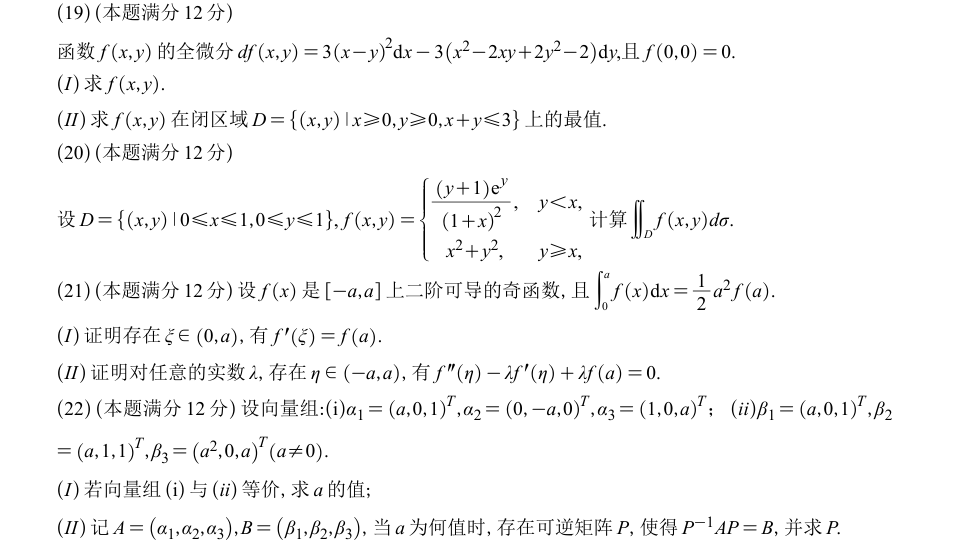 (19)(本题满分 12 分)
函数 f(x,y) 的全微分 df(x,y)=3(x−y)²dx−3(x²−2xy+2y²−2)dy,且 f(0,0)=0.
(I) 求 f(x,y).
(II) 求 f(x,y) 在闭区域 D={(x,y)|x⩾0,y⩾0,x+y⩽3} 上的最值.
(20)(本题满分 12 分)
设 D={(x,y)|0⩽x⩽1,0⩽y⩽1}, f(x,y)={ (y+1)e^y/(1+x)², y<x, x²+y², y⩾x, 计算∬_D f(x,y)dσ.
(21)(本题满分 12 分) 设 f(x) 是 [−a,a] 上二阶可导的奇函数, 且 ∫₀^a f(x)dx=1/2 a²f(a).
(I) 证明存在 ξ∈(0,a), 有 f′(ξ)=f(a).
(II) 证明对任意的实数 λ, 存在 η∈(−a,a), 有 f″(η)−λf′(η)+λf(a)=0.
(22)(本题满分 12 分) 设向量组:(i)α₁=(a,0,1)^T,α₂=(0,−a,0)^T,α₃=(1,0,a)^T; (ii)β₁=(a,0,1)^T,β₂
=(a,1,1)^T,β₃=(a²,0,a)^T(a≠0).
(I) 若向量组 (i) 与 (ii) 等价, 求 a 的值;
(II) 记 A=(α₁,α₂,α₃),B=(β₁,β₂,β₃), 当 a 为何值时, 存在可逆矩阵 P, 使得 P⁻¹AP=B, 并求 P.